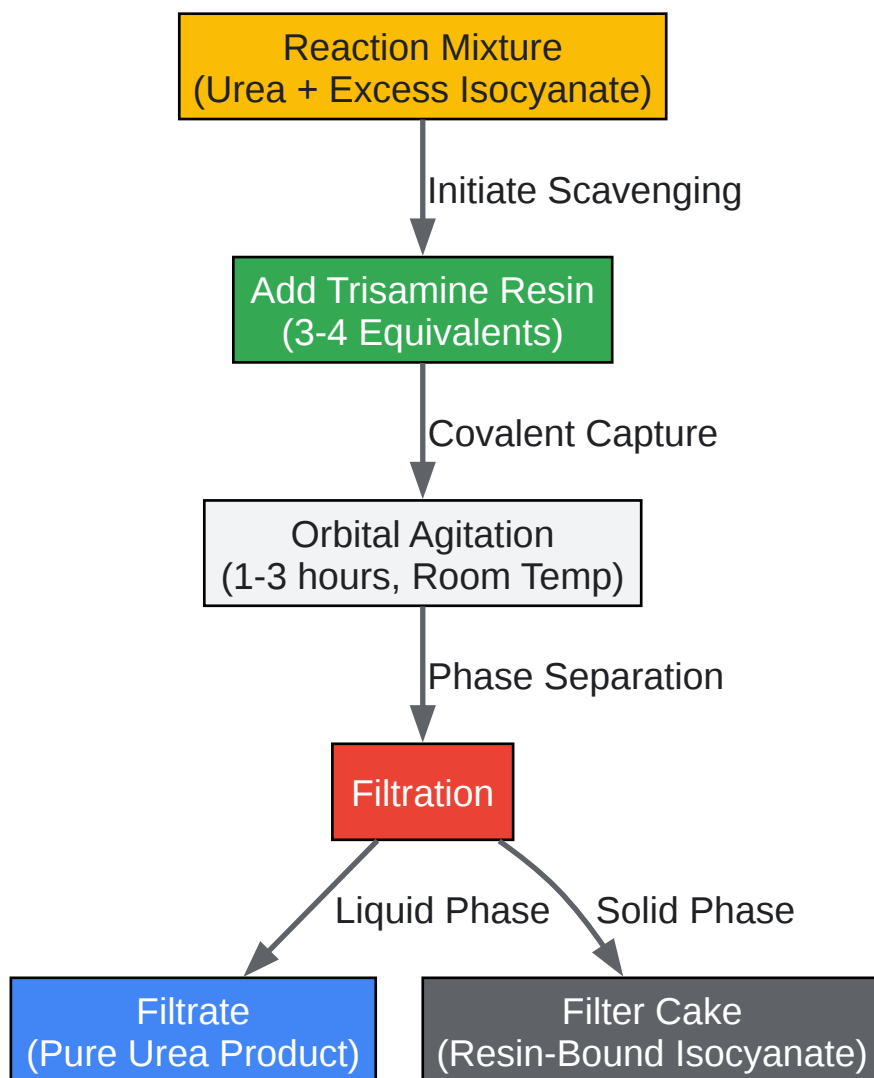 Reaction Mixture
(Urea + Excess Isocyanate)
Initiate Scavenging
Add Trisamine Resin
(3-4 Equivalents)
Covalent Capture
Orbital Agitation
(1-3 hours, Room Temp)
Phase Separation
Filtration
Liquid Phase
Solid Phase
Filtrate
(Pure Urea Product)
Filter Cake
(Resin-Bound Isocyanate)